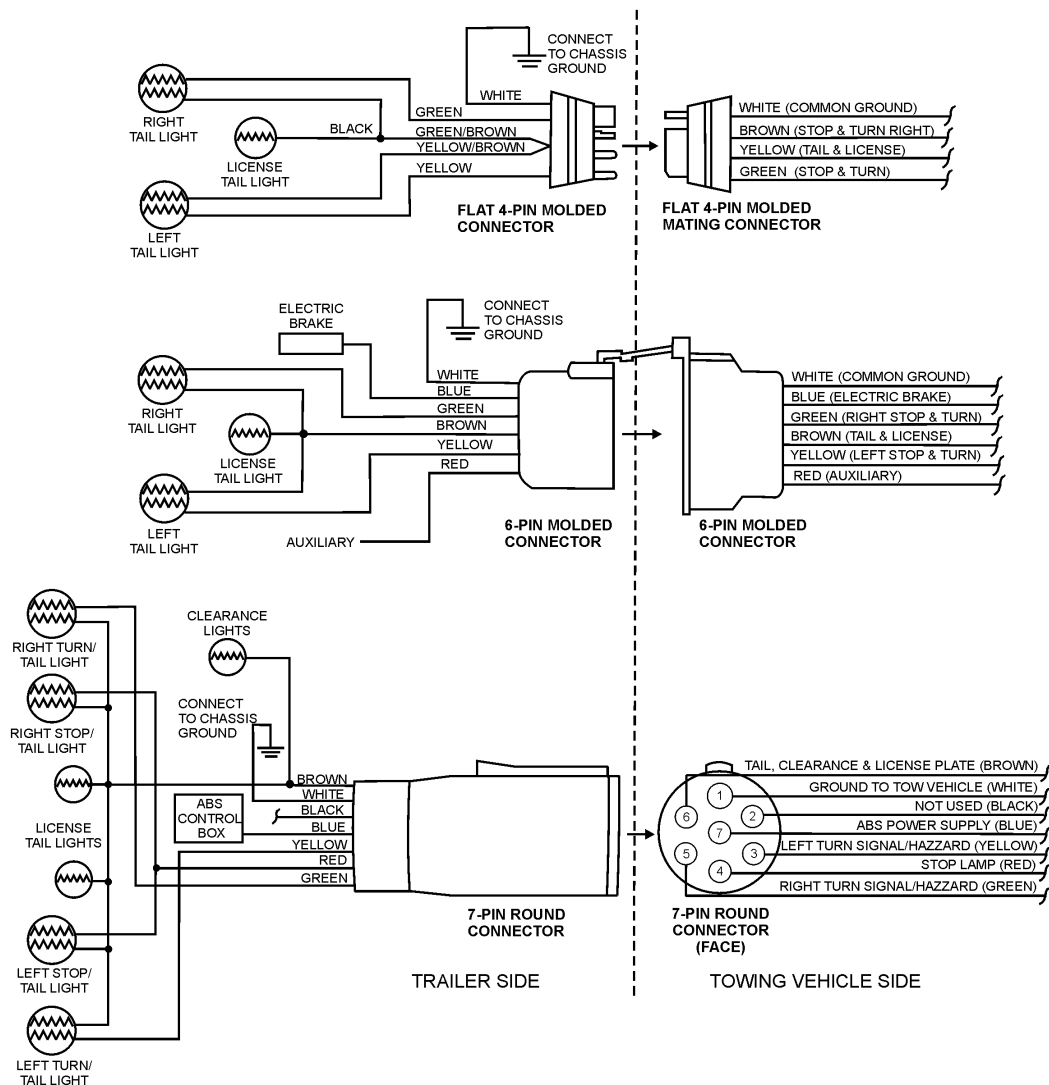 CONNECT
TO CHASSIS
GROUND
WHITE
GREEN
BLACK
GREEN/BROWN
YELLOW/BROWN
YELLOW
RIGHT
TAIL LIGHT
LICENSE
TAIL LIGHT
LEFT
TAIL LIGHT
FLAT 4-PIN MOLDED
CONNECTOR
WHITE (COMMON GROUND)
BROWN (STOP & TURN RIGHT)
YELLOW (TAIL & LICENSE)
GREEN (STOP & TURN)
FLAT 4-PIN MOLDED
MATING CONNECTOR
ELECTRIC
BRAKE
CONNECT
TO CHASSIS
GROUND
WHITE
BLUE
GREEN
BROWN
YELLOW
RED
RIGHT
TAIL LIGHT
LICENSE
TAIL LIGHT
LEFT
TAIL LIGHT
AUXILIARY
6-PIN MOLDED
CONNECTOR
WHITE (COMMON GROUND)
BLUE (ELECTRIC BRAKE)
GREEN (RIGHT STOP & TURN)
BROWN (TAIL & LICENSE)
YELLOW (LEFT STOP & TURN)
RED (AUXILIARY)
6-PIN MOLDED
CONNECTOR
RIGHT TURN/
TAIL LIGHT
CLEARANCE
LIGHTS
RIGHT STOP/
TAIL LIGHT
CONNECT
TO CHASSIS
GROUND
LICENSE
TAIL LIGHTS
ABS
CONTROL
BOX
BROWN
WHITE
BLACK
BLUE
YELLOW
RED
GREEN
LEFT STOP/
TAIL LIGHT
LEFT TURN/
TAIL LIGHT
7-PIN ROUND
CONNECTOR
TRAILER SIDE
TAIL, CLEARANCE & LICENSE PLATE (BROWN)
GROUND TO TOW VEHICLE (WHITE)
NOT USED (BLACK)
ABS POWER SUPPLY (BLUE)
LEFT TURN SIGNAL/HAZZARD (YELLOW)
STOP LAMP (RED)
RIGHT TURN SIGNAL/HAZZARD (GREEN)
1
6
2
7
5
3
4
7-PIN ROUND
CONNECTOR
(FACE)
TOWING VEHICLE SIDE